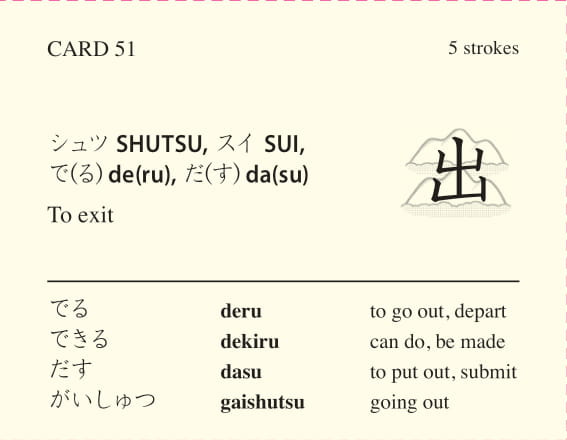 CARD 51 5 strokes
シュツ SHUTSU, スイ SUI,
で(る) de(ru), だ(す) da(su)
出
To exit
でる deru to go out, depart
できる dekiru can do, be made
だす dasu to put out, submit
がいしゅつ gaishutsu going out